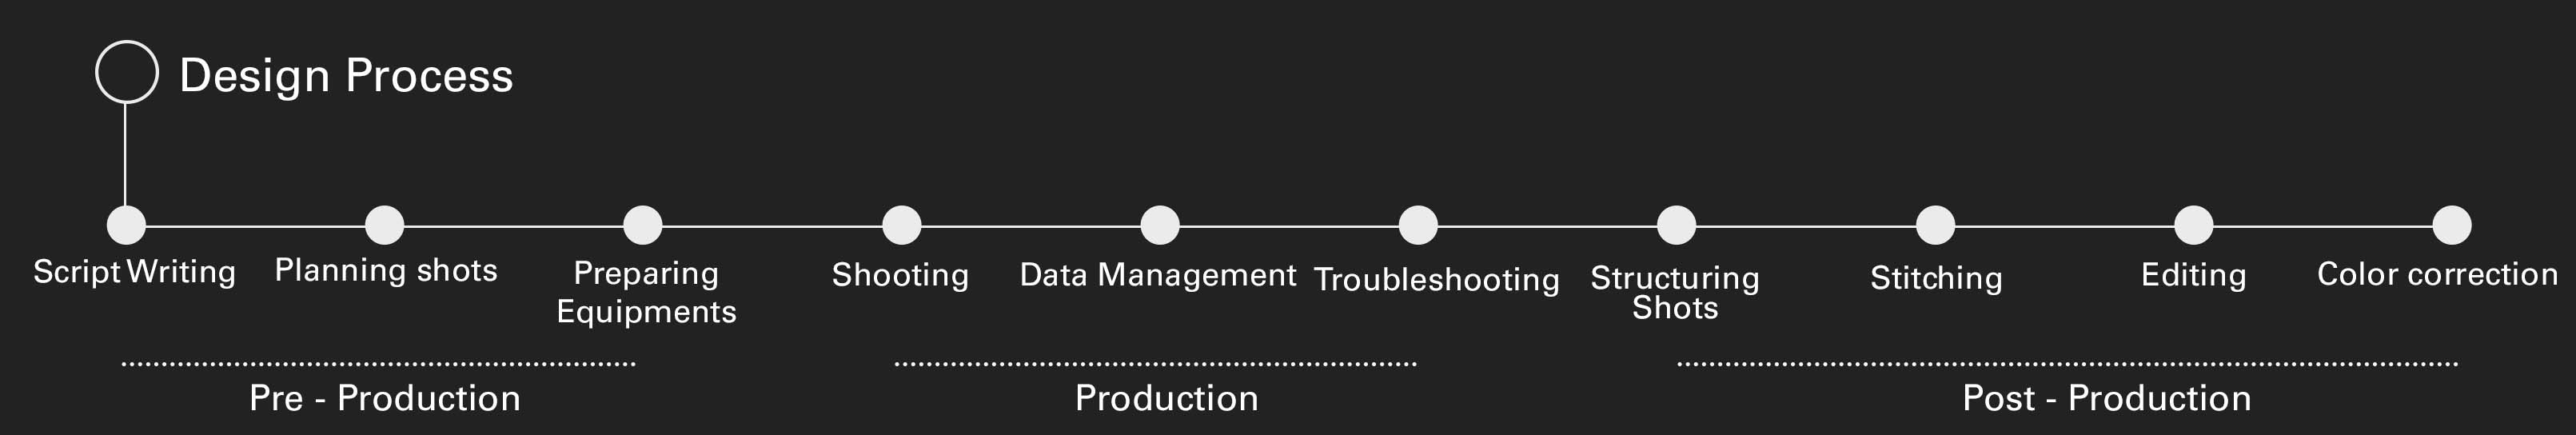 Design Process
Script Writing
Planning shots
Preparing
Equipments
Shooting
Data Management
Troubleshooting
Structuring
Shots
Stitching
Editing
Color correction
Pre - Production
Production
Post - Production